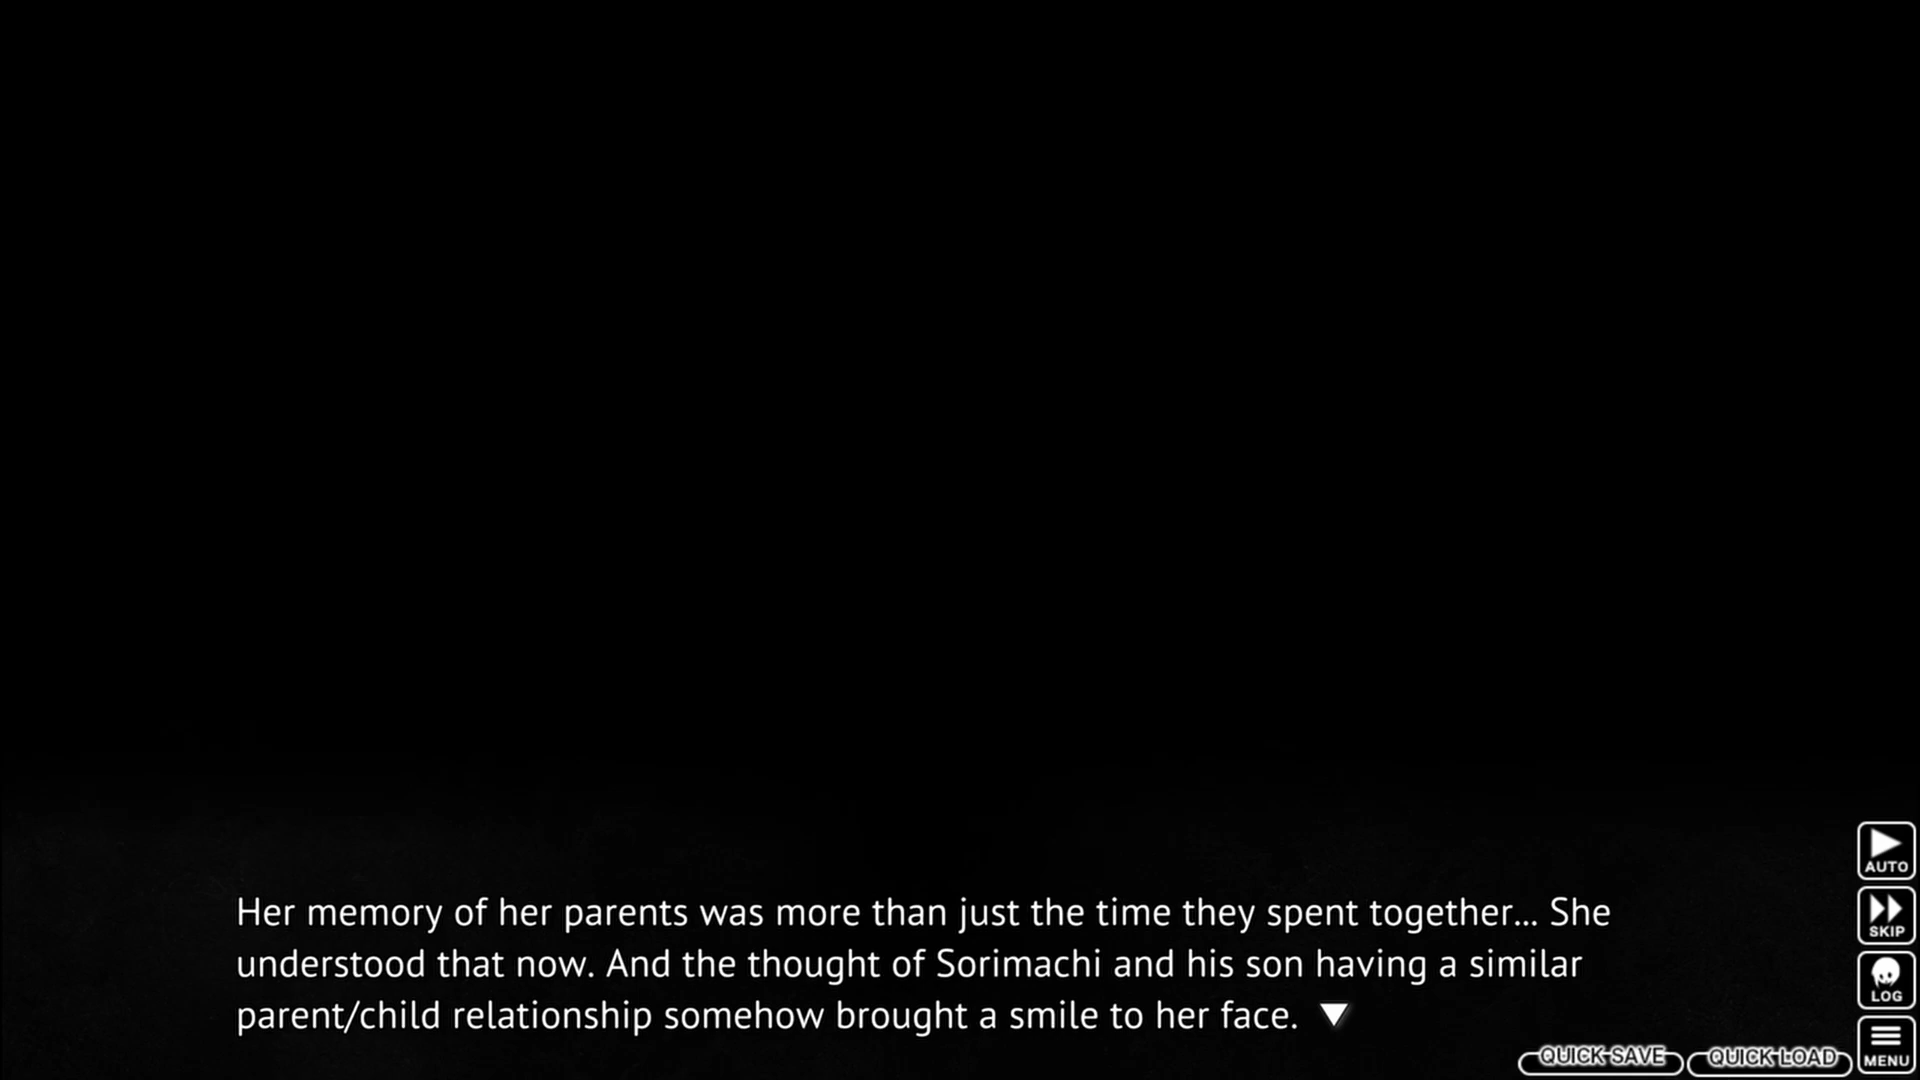 Her memory of her parents was more than just the time they spent together... She
understood that now. And the thought of Sorimachi and his son having a similar
parent/child relationship somehow brought a smile to her face.
AUTO
SKIP
LOG
MENU
QUICK SAVE
QUICK LOAD